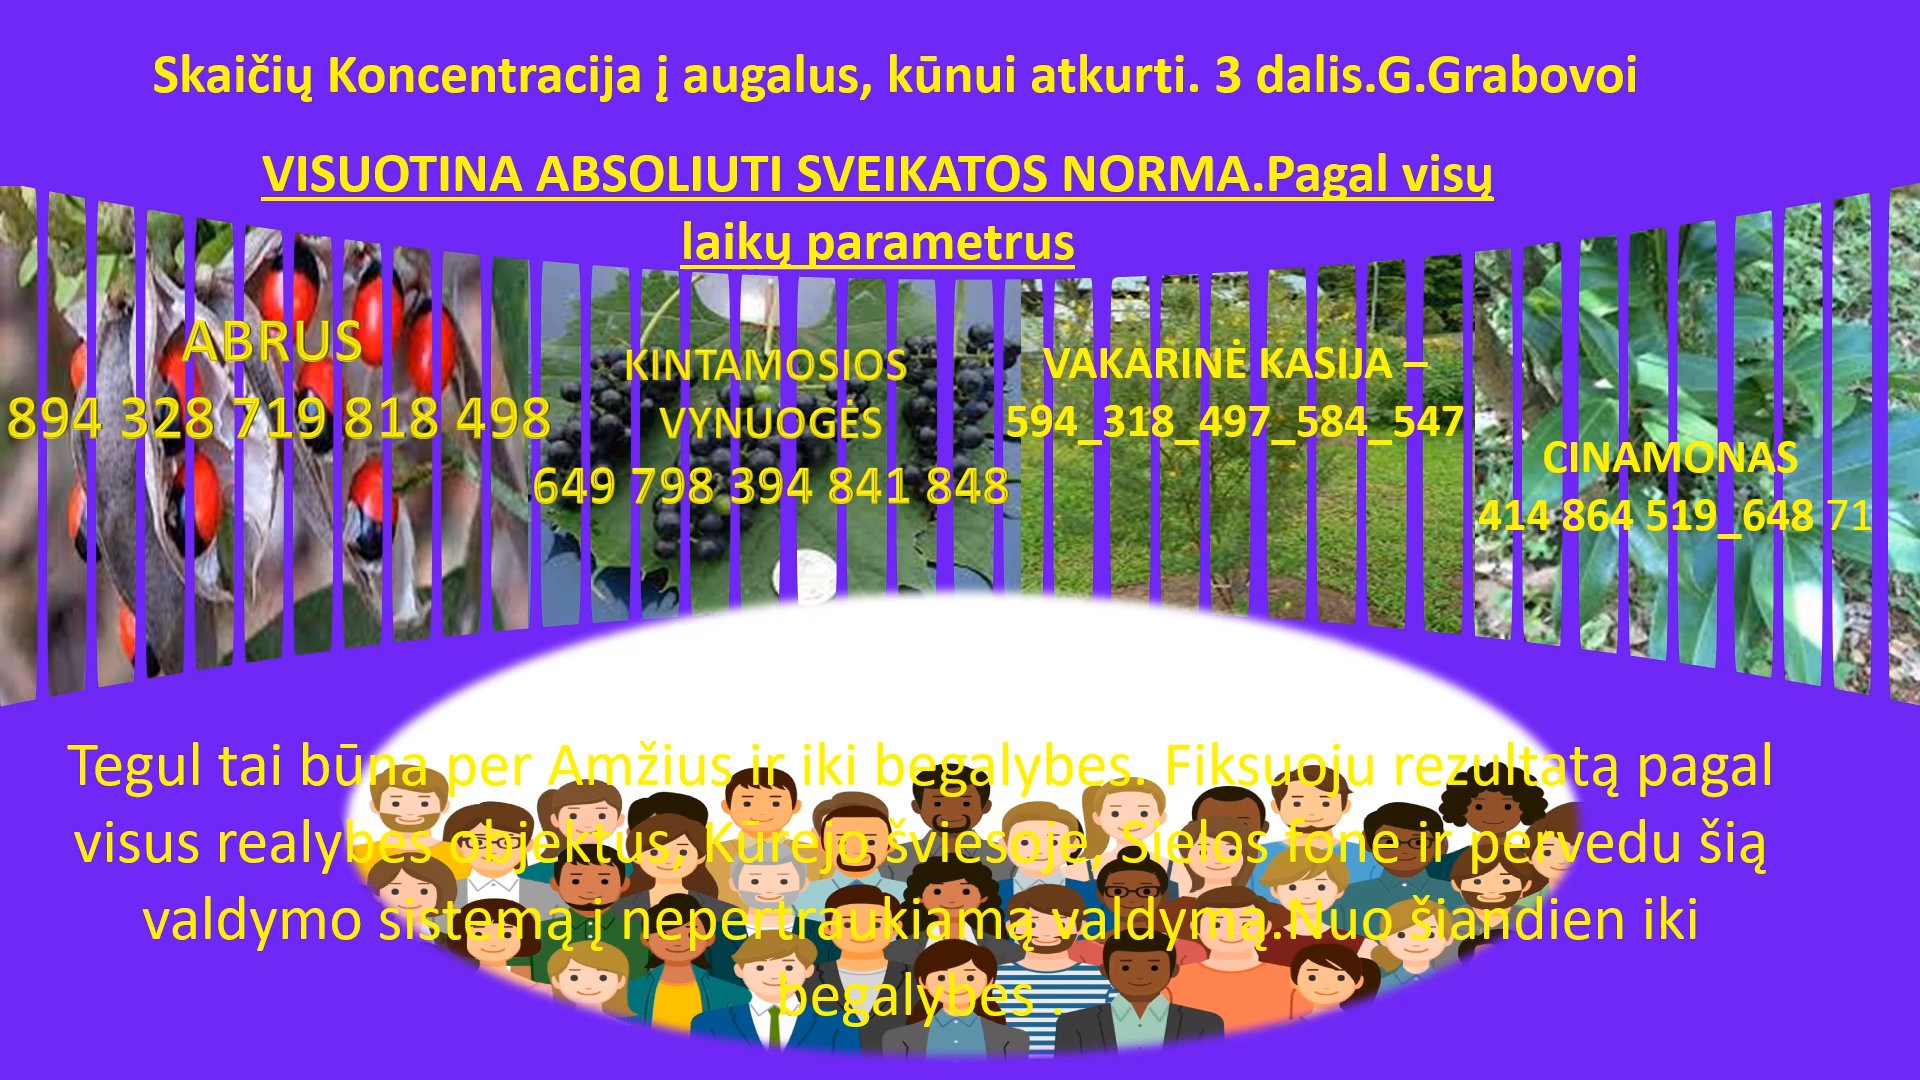 Skaičių Koncentracija į augalus, kūnui atkurti. 3 dalis.G.Grabovoi
VISUOTINA ABSOLIUTI SVEIKATOS NORMA.Pagal visų
laikų parametrus
ABRUS
894 328 719 818 498
KINTAMOSIOS
VYNUOGĖS
649 798 394 841 848
VAKARINĖ KASIJA –
594_318_497_584_547
CINAMONAS
414 864 519_648 71
Tegul tai būna per Amžius ir iki begalybes. Fiksuoju rezultatą pagal
visus realybes objektus, Kūrejo šviesoje, Sielos fone ir pervedu šią
valdymo sistemą į nepertraukiamą valdymą.Nuo šiandien iki
begalybes .